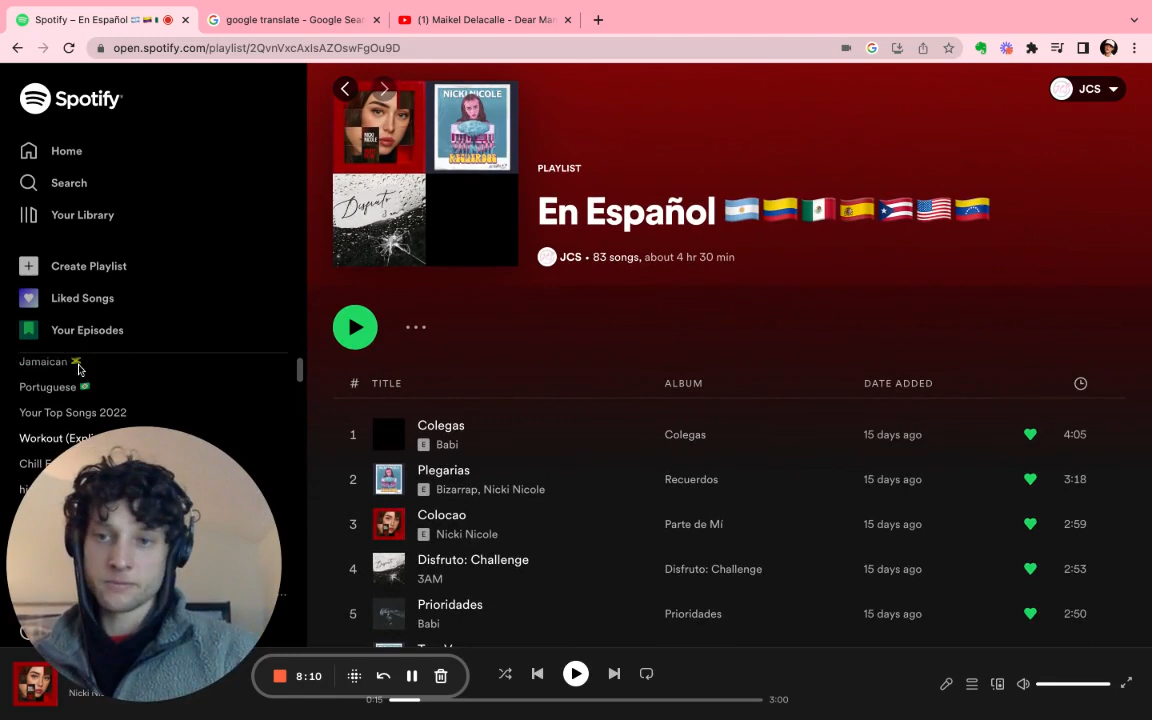 Spotify – En Español 🇦🇷 🇨🇴
google translate - Google Sear
(1) Maikel Delacalle - Dear Mar
open.spotify.com/playlist/2QvnVxcAxIsAZOswFgOu9D
Spotify
JCS
Home
Search
Your Library
Create Playlist
Liked Songs
Your Episodes
Jamaican 🇯🇲
Portuguese 🇧🇷
Your Top Songs 2022
Workout (Expli
Chill
NICKI NICOLE
Disfruto
PLAYLIST
En Español 🇦🇷🇨🇴🇲🇽🇪🇸🇵🇷🇺🇸🇻🇪
JCS • 83 songs, about 4 hr 30 min
# TITLE ALBUM DATE ADDED
1 Colegas Colegas 15 days ago 4:05
E Babi
2 Plegarias Recuerdos 15 days ago 3:18
E Bizarrap, Nicki Nicole
3 Colocao Parte de Mí 15 days ago 2:59
E Nicki Nicole
4 Disfruto: Challenge Disfruto: Challenge 15 days ago 2:53
3AM
5 Prioridades Prioridades 15 days ago 2:50
Babi
8:10
0:15 3:00